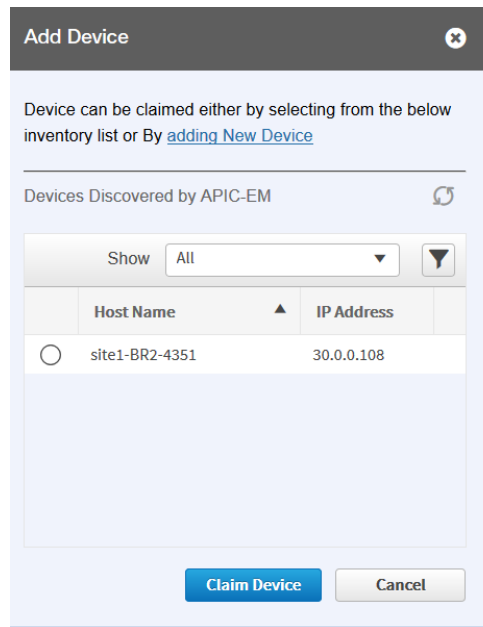 Add Device
Device can be claimed either by selecting from the below
inventory list or By adding New Device
Devices Discovered by APIC-EM
Show All
Host Name IP Address
site1-BR2-4351 30.0.0.108
Claim Device Cancel